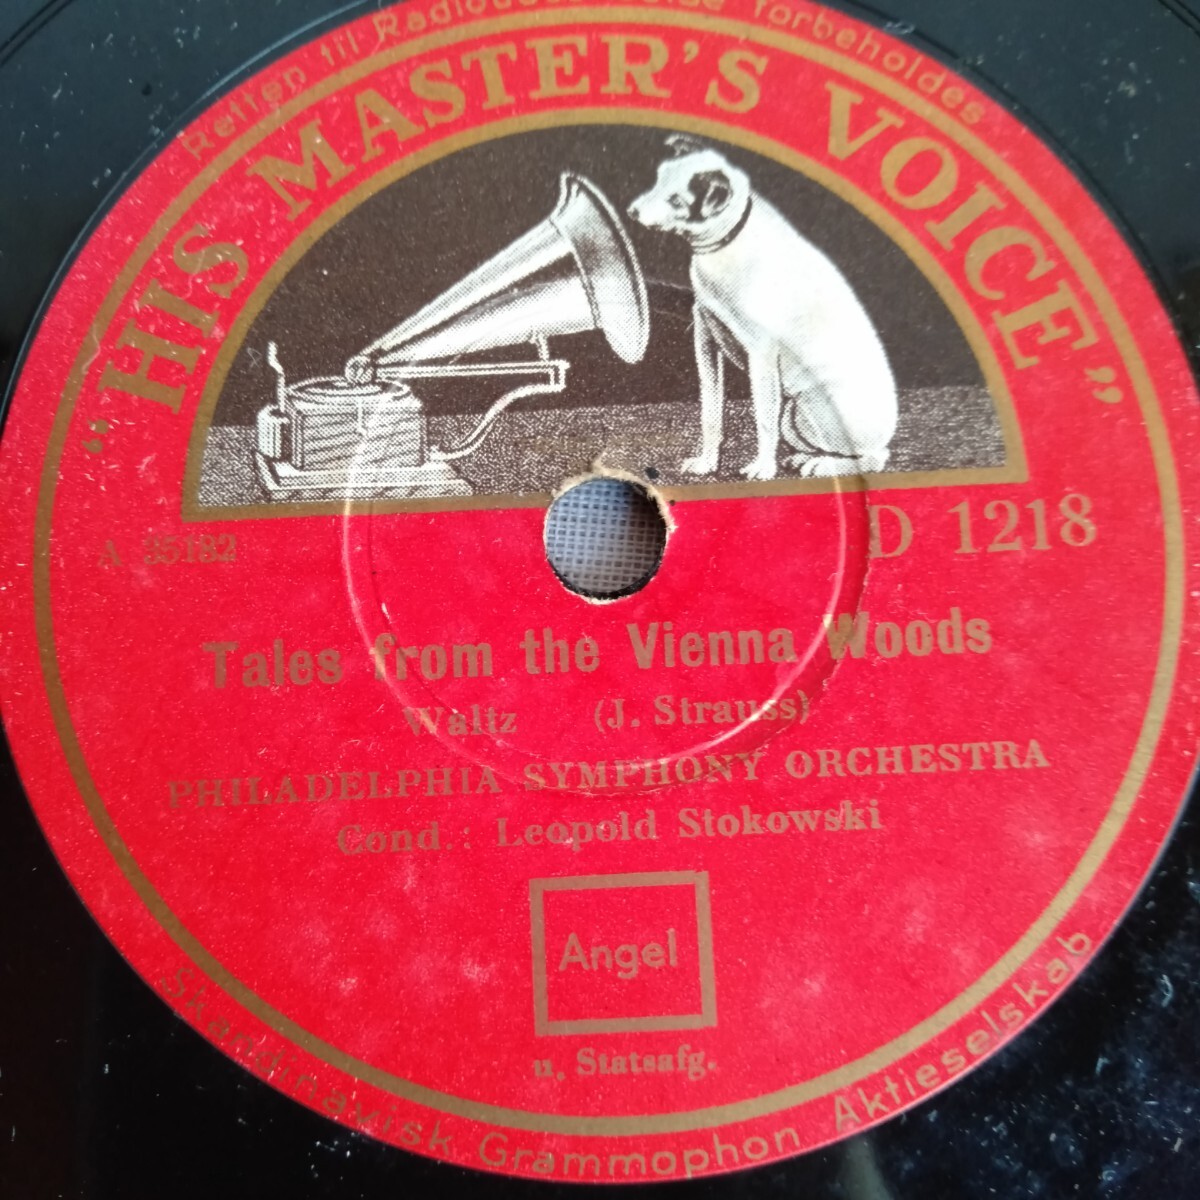 Retten til Radioudsendelse forbeholdes
"HIS MASTER'S VOICE"
A 35182
D 1218
Tales from the Vienna Woods
Waltz (J. Strauss)
PHILADELPHIA SYMPHONY ORCHESTRA
Cond.: Leopold Stokowski
Angel
u. Statsafg.
Skandinavisk Grammophon Aktieselskab